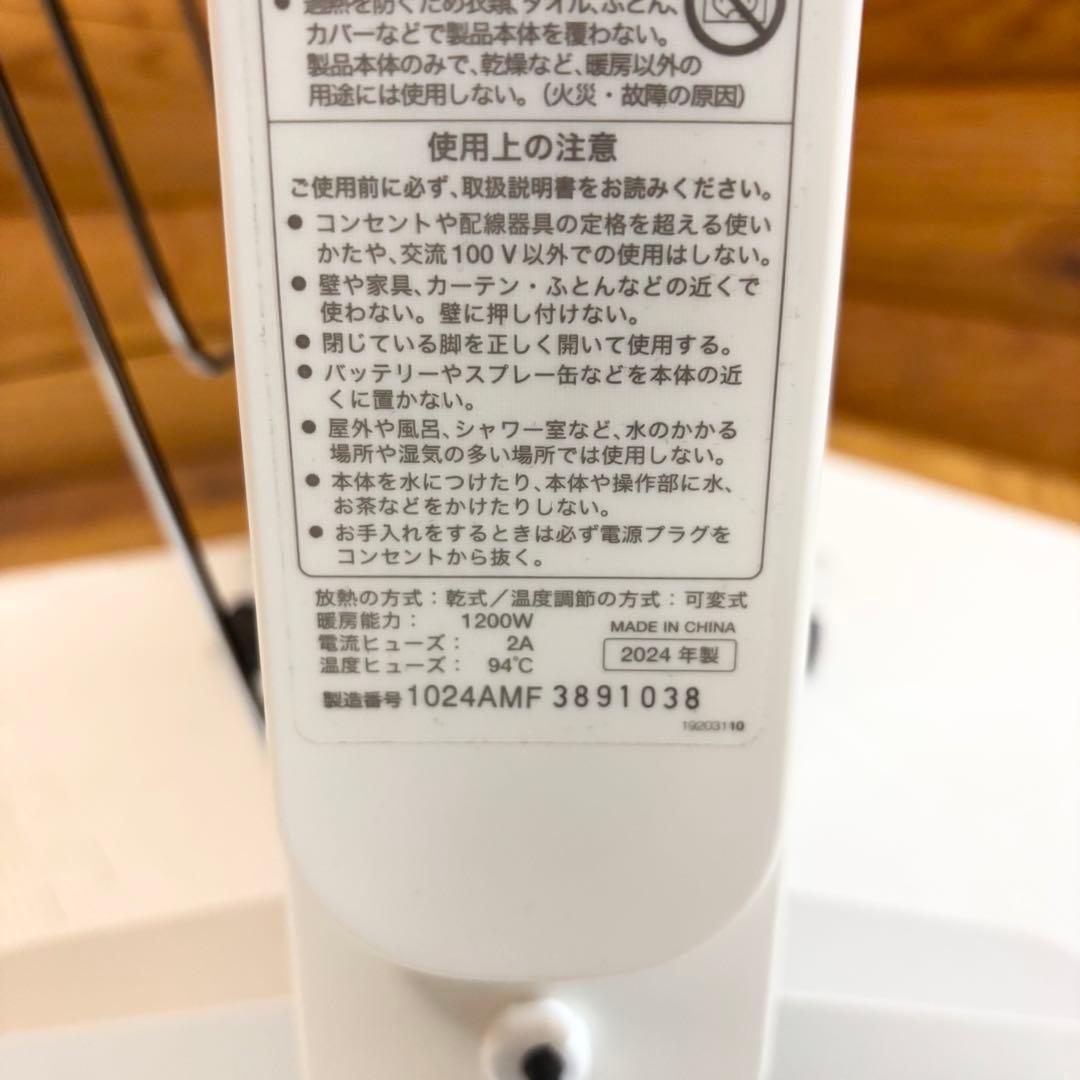 ● 過熱を防ぐため衣類、タオル、ふとん、
カバーなどで製品本体を覆わない。
製品本体のみで、乾燥など、暖房以外の
用途には使用しない。（火災・故障の原因）
使用上の注意
ご使用前に必ず、取扱説明書をお読みください。
● コンセントや配線器具の定格を超える使い
かたや、交流100 V以外での使用はしない。
● 壁や家具、カーテン・ふとんなどの近くで
使わない。壁に押し付けない。
● 閉じている脚を正しく開いて使用する。
● バッテリーやスプレー缶などを本体の近
くに置かない。
● 屋外や風呂、シャワー室など、水のかかる
場所や湿気の多い場所では使用しない。
● 本体を水につけたり、本体や操作部に水、
お茶などをかけたりしない。
● お手入れをするときは必ず電源プラグを
コンセントから抜く。
放熱の方式：乾式／温度調節の方式：可変式
暖房能力： 1200W
MADE IN CHINA
電流ヒューズ： 2A
2024 年製
温度ヒューズ： 94℃
製造番号 1024AMF 3891038
19203110